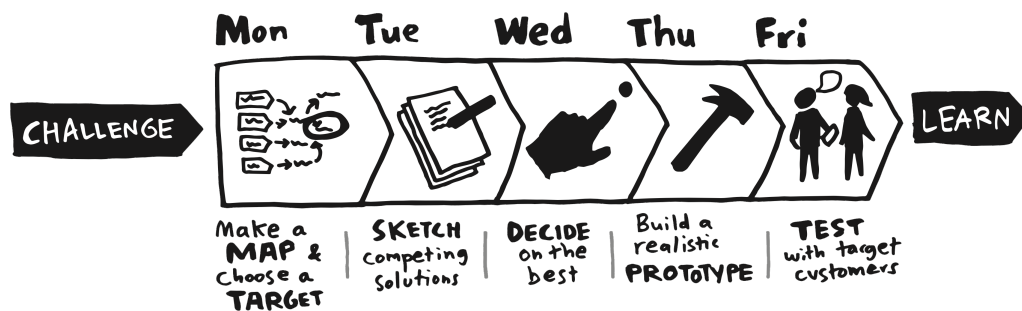 Mon
Tue
Wed
Thu
Fri
CHALLENGE
LEARN
Make a
MAP &
choose a
TARGET
SKETCH
competing
solutions
DECIDE
on the
best
Build a
realistic
PROTOTYPE
TEST
with target
customers